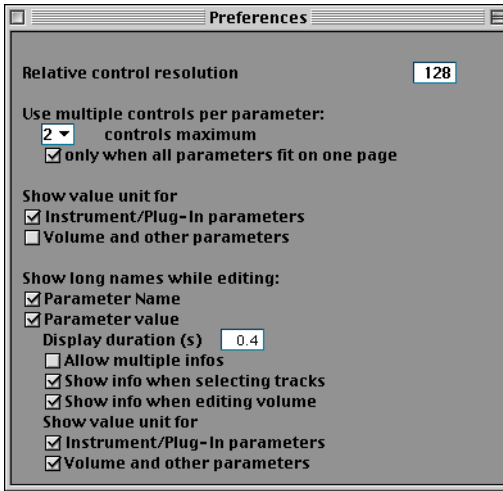 Preferences
Relative control resolution 128
Use multiple controls per parameter:
2 controls maximum
only when all parameters fit on one page
Show value unit for
Instrument/Plug-In parameters
Volume and other parameters
Show long names while editing:
Parameter Name
Parameter value
Display duration (s) 0.4
Allow multiple infos
Show info when selecting tracks
Show info when editing volume
Show value unit for
Instrument/Plug-In parameters
Volume and other parameters